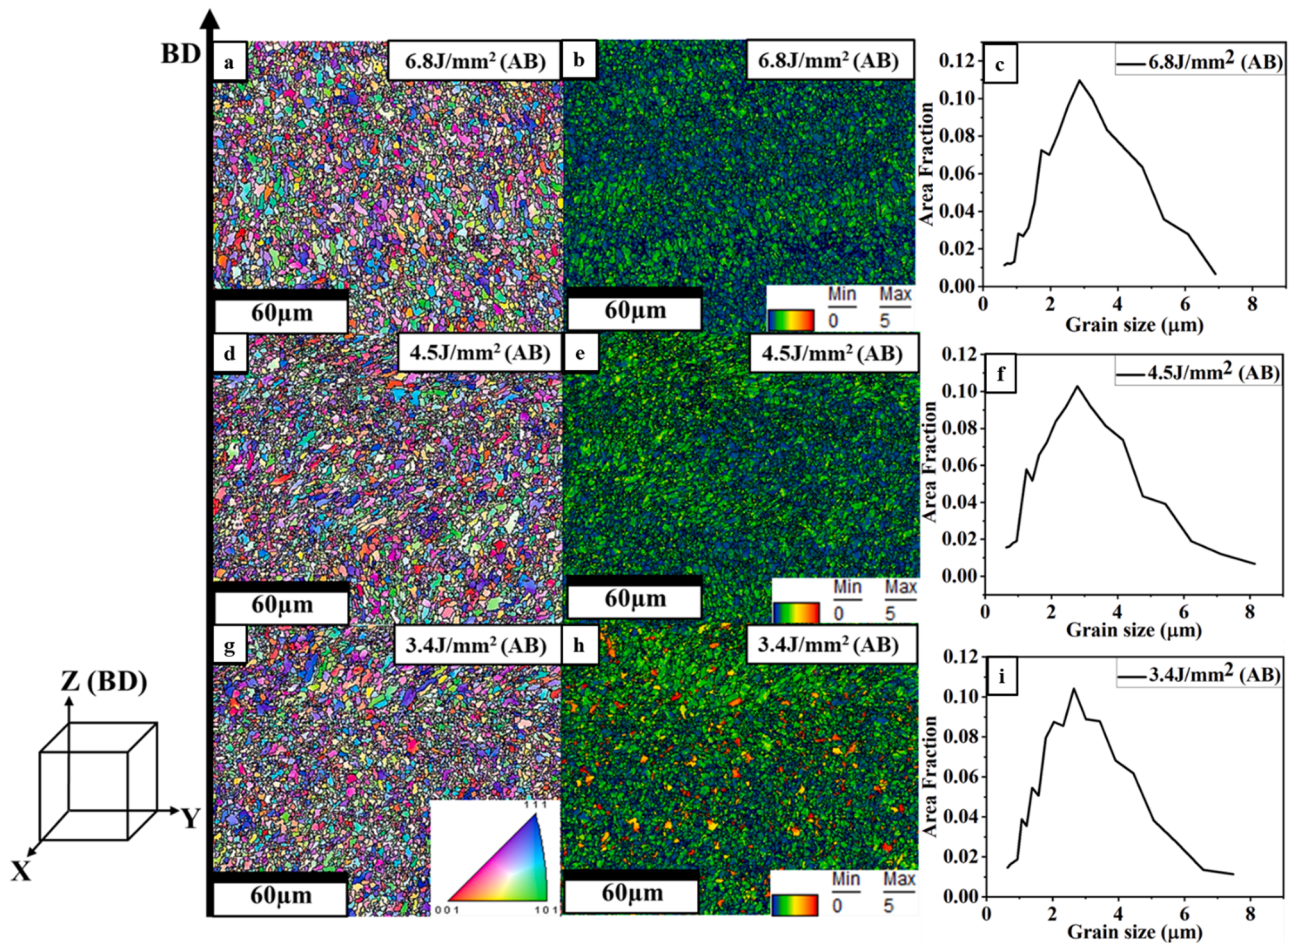 BD
a
6.8J/mm² (AB)
60μm
b
6.8J/mm² (AB)
Min Max
0 5
c
6.8J/mm² (AB)
Area Fraction
0.12
0.10
0.08
0.06
0.04
0.02
0.00
0 2 4 6 8
Grain size (μm)
d
4.5J/mm² (AB)
60μm
e
4.5J/mm² (AB)
60μm
Min Max
0 5
f
4.5J/mm² (AB)
Area Fraction
0.12
0.10
0.08
0.06
0.04
0.02
0.00
0 2 4 6 8
Grain size (μm)
Z (BD)
Y
X
g
3.4J/mm² (AB)
60μm
111
001 101
h
3.4J/mm² (AB)
60μm
Min Max
0 5
i
3.4J/mm² (AB)
Area Fraction
0.12
0.10
0.08
0.06
0.04
0.02
0.00
0 2 4 6 8
Grain size (μm)